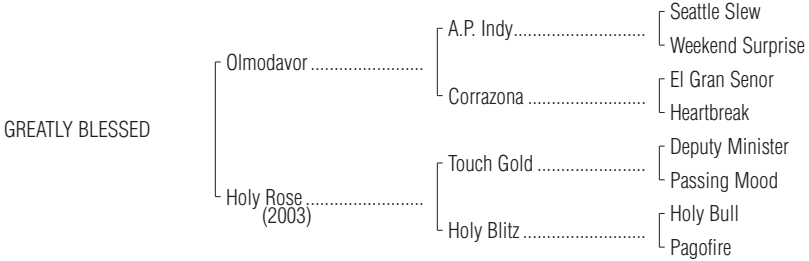 Seattle Slew
A.P. Indy..............................
Weekend Surprise
Olmodavor .........................
El Gran Senor
Corrazona ...........................
Heartbreak
GREATLY BLESSED
Deputy Minister
Touch Gold .........................
Passing Mood
Holy Rose ...........................
(2003)
Holy Bull
Holy Blitz ............................
Pagofire